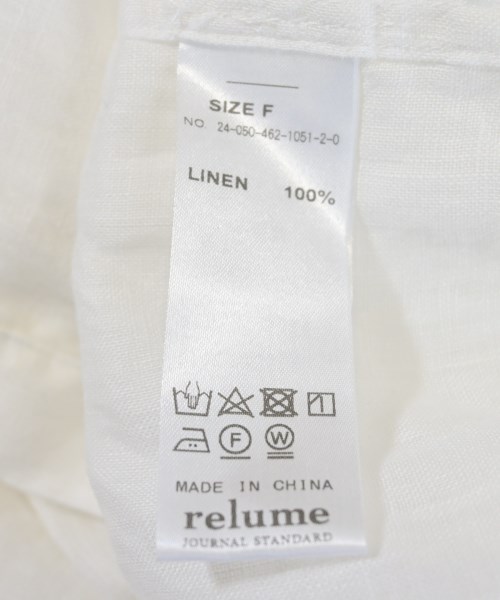 SIZE F
NO. 24-050-462-1051-2-0
LINEN 100%
F W
MADE IN CHINA
relume
JOURNAL STANDARD